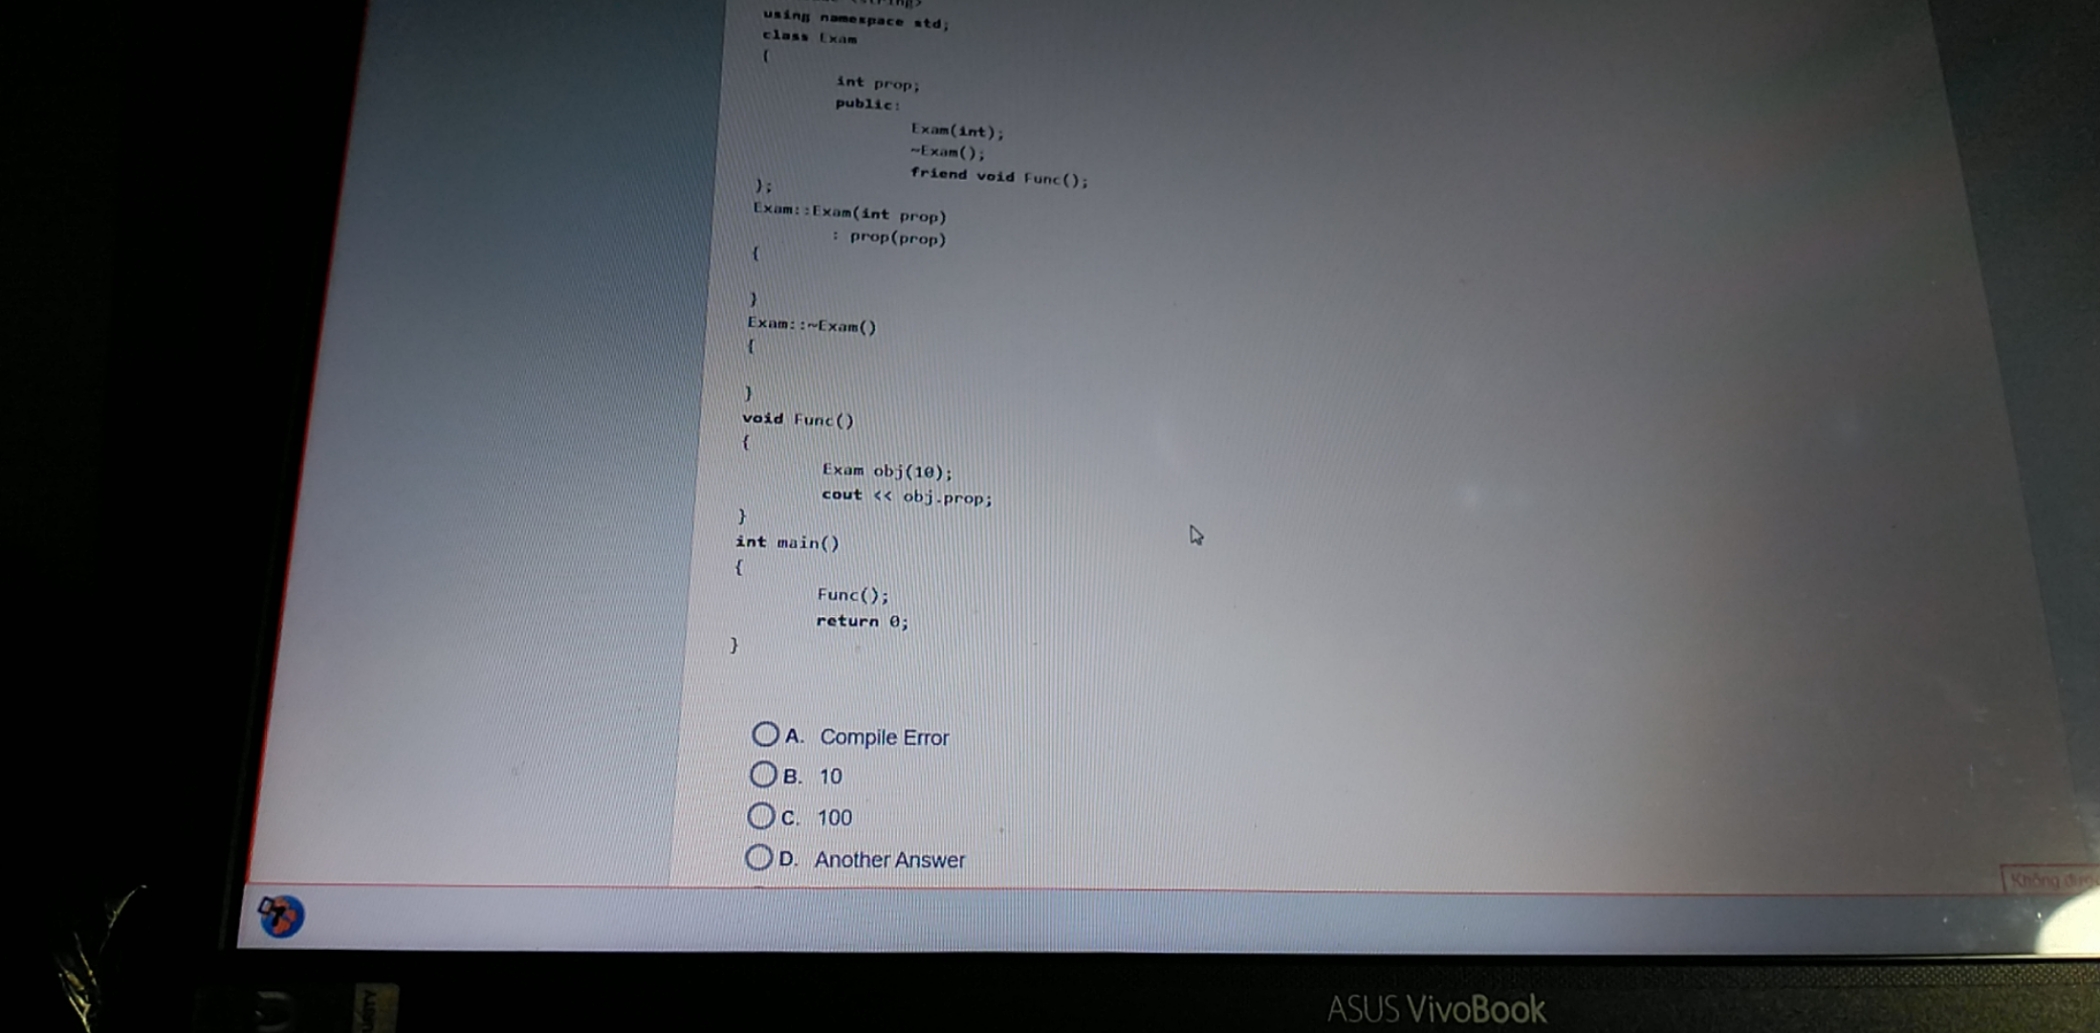 using namespace std;
class Exam
{
int prop;
public:
Exam(int);
~Exam();
friend void Func();
};
Exam::Exam(int prop)
: prop(prop)
{
}
Exam::~Exam()
{
}
void Func()
{
Exam obj(10);
cout << obj.prop;
}
int main()
{
Func();
return 0;
}
A. Compile Error
B. 10
C. 100
D. Another Answer
Không
ASUS VivoBook